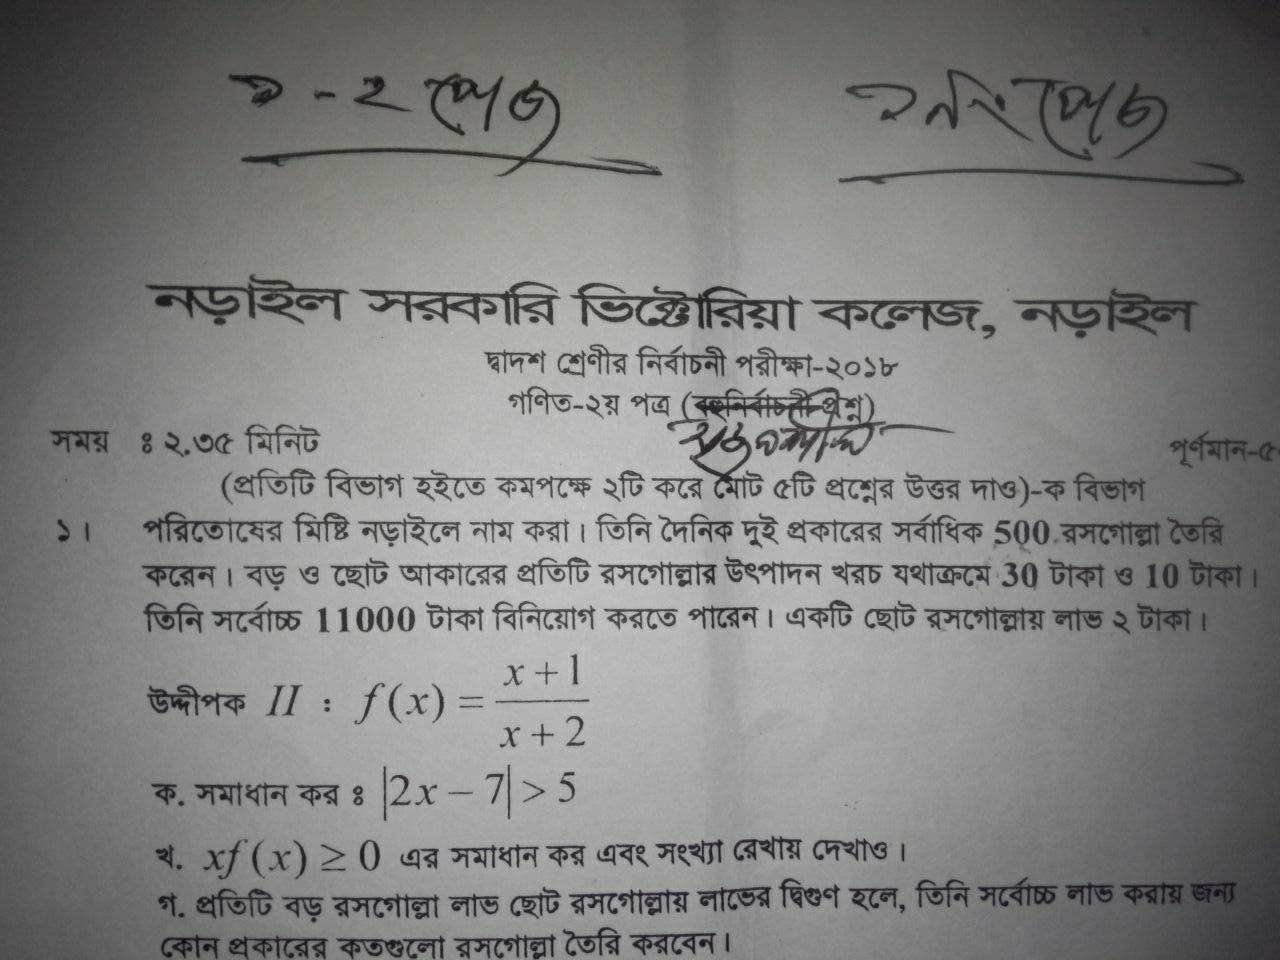 ১-২ পেজ
১নং পেজ
নড়াইল সরকারি ভিক্টোরিয়া কলেজ, নড়াইল
দ্বাদশ শ্রেণীর নির্বাচনী পরীক্ষা-২০১৮
গণিত-২য় পত্র (বহুনির্বাচনী প্রশ্ন)
সৃজনশীল
সময় ঃ ২.৩৫ মিনিট
পূর্ণমান-৫
(প্রতিটি বিভাগ হইতে কমপক্ষে ২টি করে মোট ৫টি প্রশ্নের উত্তর দাও)-ক বিভাগ
১। পরিতোষের মিষ্টি নড়াইলে নাম করা। তিনি দৈনিক দুই প্রকারের সর্বাধিক 500 রসগোল্লা তৈরি
করেন। বড় ও ছোট আকারের প্রতিটি রসগোল্লার উৎপাদন খরচ যথাক্রমে 30 টাকা ও 10 টাকা।
তিনি সর্বোচ্চ 11000 টাকা বিনিয়োগ করতে পারেন। একটি ছোট রসগোল্লায় লাভ ২ টাকা।
উদ্দীপক II : f(x) = x+1 / x+2
ক. সমাধান কর ঃ |2x – 7| > 5
খ. xf(x) ≥ 0 এর সমাধান কর এবং সংখ্যা রেখায় দেখাও।
গ. প্রতিটি বড় রসগোল্লা লাভ ছোট রসগোল্লায় লাভের দ্বিগুণ হলে, তিনি সর্বোচ্চ লাভ করায় জন্য
কোন প্রকারের কতগুলো রসগোল্লা তৈরি করবেন।